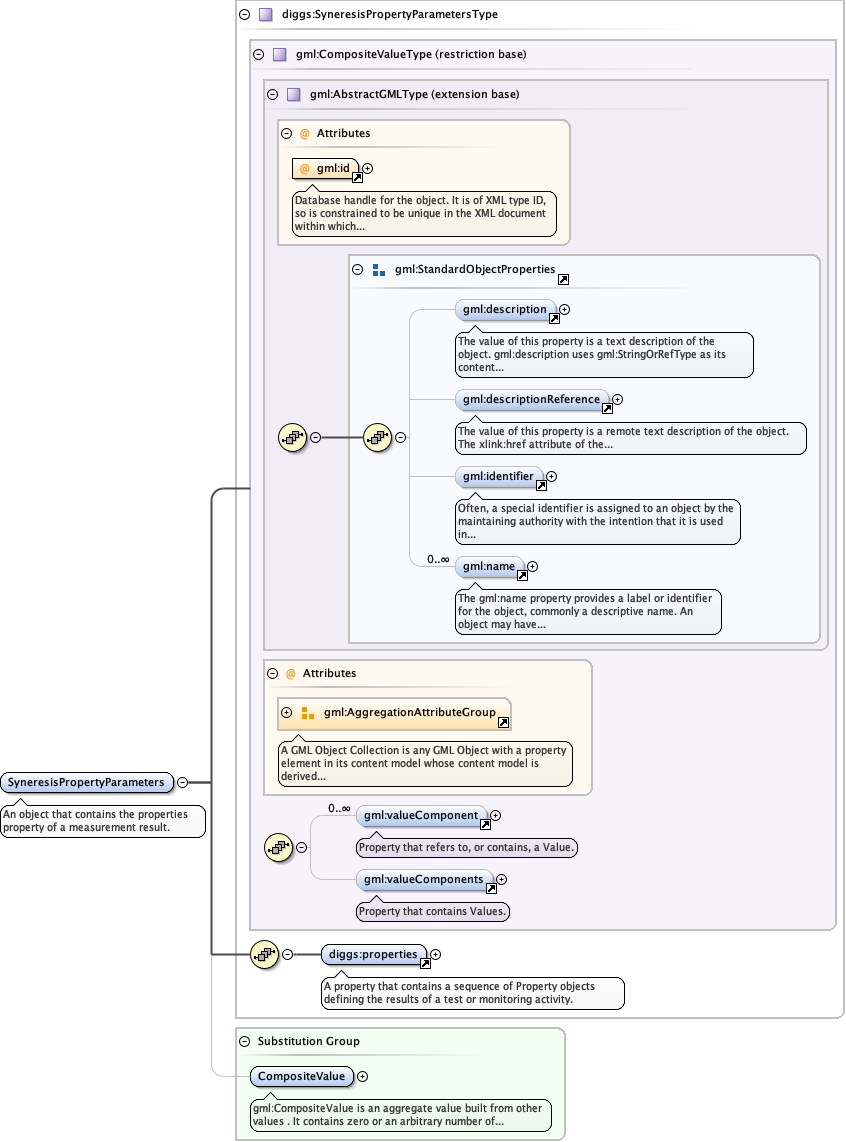 diggs:SyneresisPropertyParametersType
gml:CompositeValueType (restriction base)
gml:AbstractGMLType (extension base)
@ Attributes
@ gml:id
Database handle for the object. It is of XML type ID,
so is constrained to be unique in the XML document
within which...
gml:StandardObjectProperties
gml:description
The value of this property is a text description of the
object. gml:description uses gml:StringOrRefType as its
content...
gml:descriptionReference
The value of this property is a remote text description of the object.
The xlink:href attribute of the...
gml:identifier
Often, a special identifier is assigned to an object by the
maintaining authority with the intention that it is used
in...
0..∞
gml:name
The gml:name property provides a label or identifier
for the object, commonly a descriptive name. An
object may have...
@ Attributes
gml:AggregationAttributeGroup
A GML Object Collection is any GML Object with a property
element in its content model whose content model is
derived...
SyneresisPropertyParameters
An object that contains the properties
property of a measurement result.
0..∞
gml:valueComponent
Property that refers to, or contains, a Value.
gml:valueComponents
Property that contains Values.
diggs:properties
A property that contains a sequence of Property objects
defining the results of a test or monitoring activity.
Substitution Group
CompositeValue
gml:CompositeValue is an aggregate value built from other
values . It contains zero or an arbitrary number of...